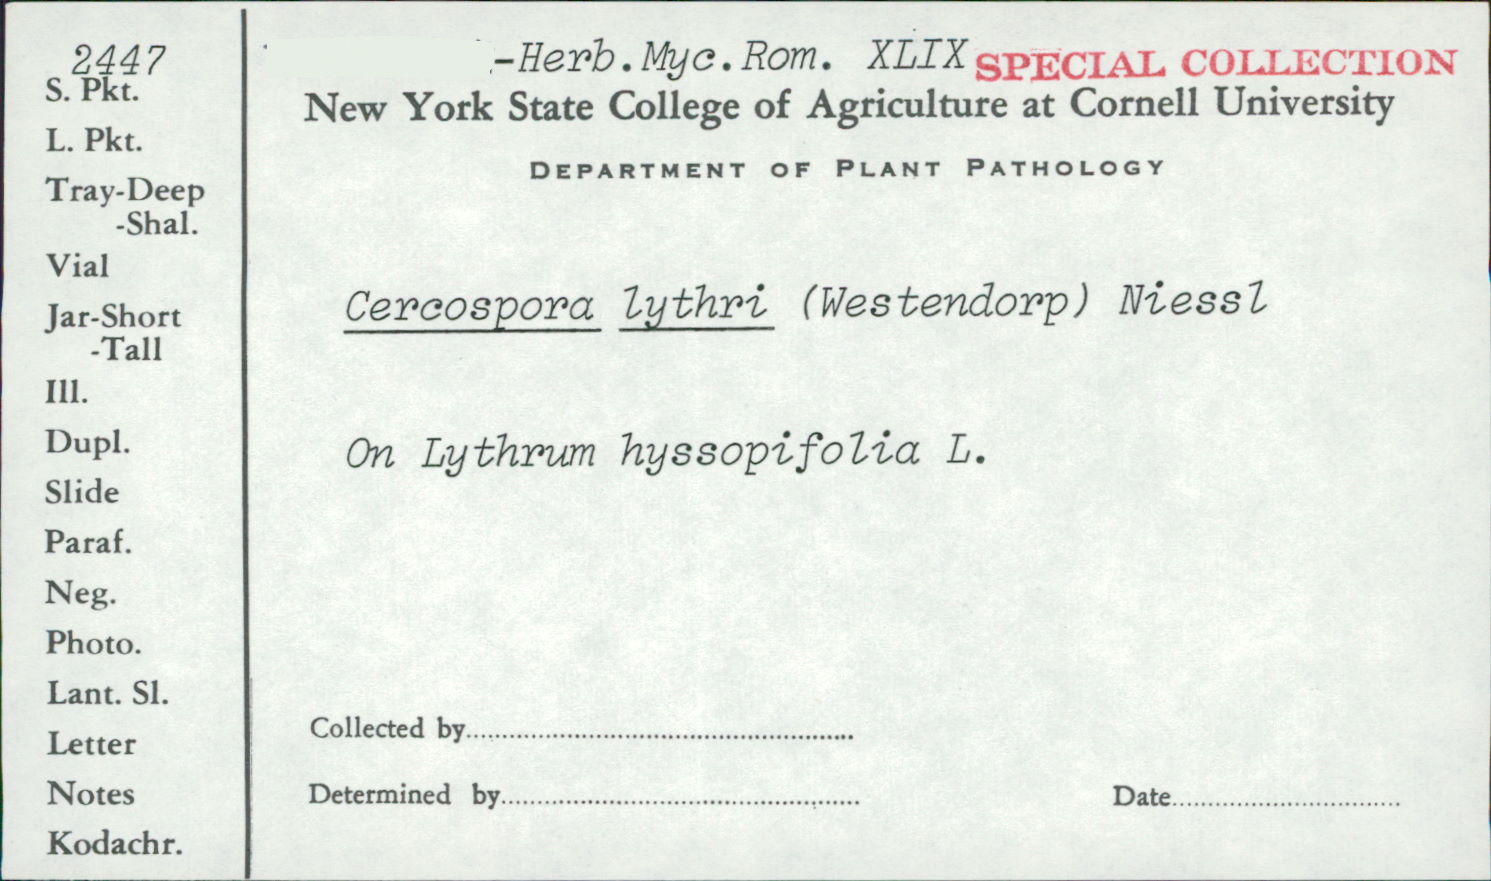 2447
S. Pkt.
L. Pkt.
Tray-Deep
-Shal.
Vial
Jar-Short
-Tall
Ill.
Dupl.
Slide
Paraf.
Neg.
Photo.
Lant. Sl.
Letter
Notes
Kodachr.
-Herb.Myc.Rom. XLIX SPECIAL COLLECTION
New York State College of Agriculture at Cornell University
DEPARTMENT OF PLANT PATHOLOGY
Cercospora lythri (Westendorp) Niessl
On Lythrum hyssopifolia L.
Collected by
Determined by Date